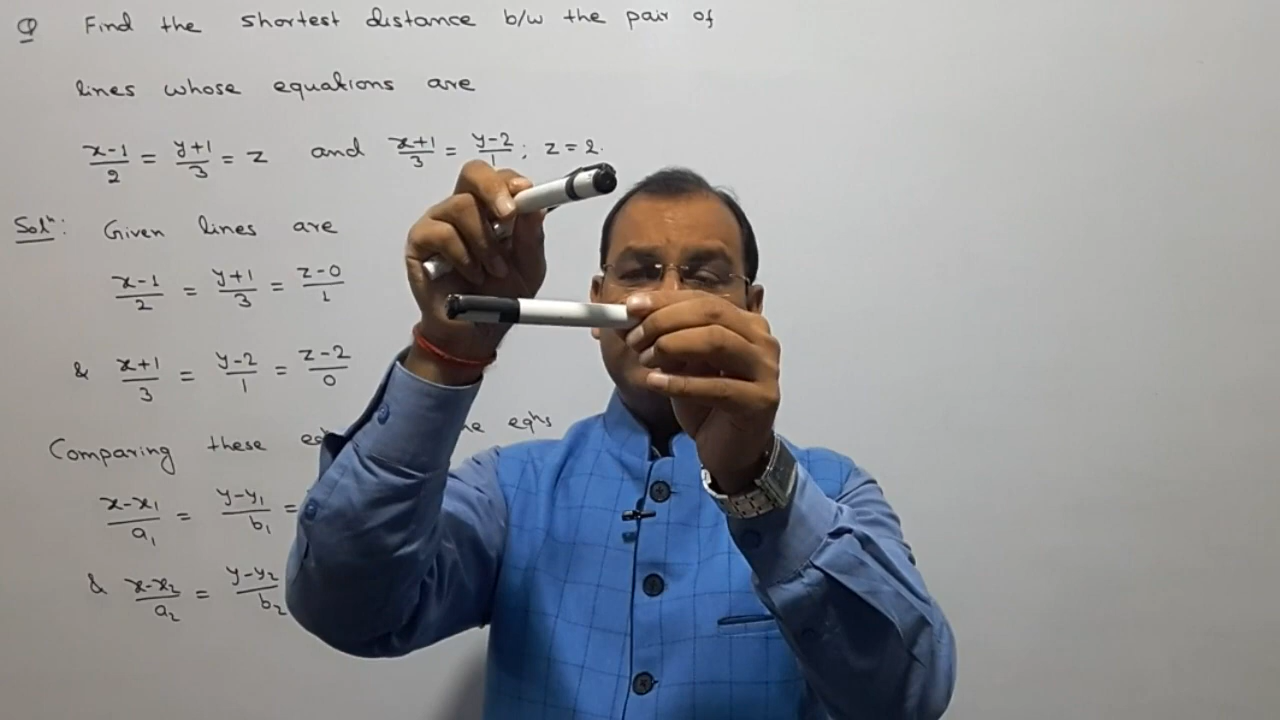 Q Find the shortest distance b/w the pair of
lines whose equations are
x-1/2 = y+1/3 = z and x+1/3 = y-2/1 ; z = 2.
Solⁿ: Given lines are
x-1/2 = y+1/3 = z-0/1
& x+1/3 = y-2/1 = z-2/0
Comparing these eqⁿs
x-x₁/a₁ = y-y₁/b₁ =
& x-x₂/a₂ = y-y₂/b₂